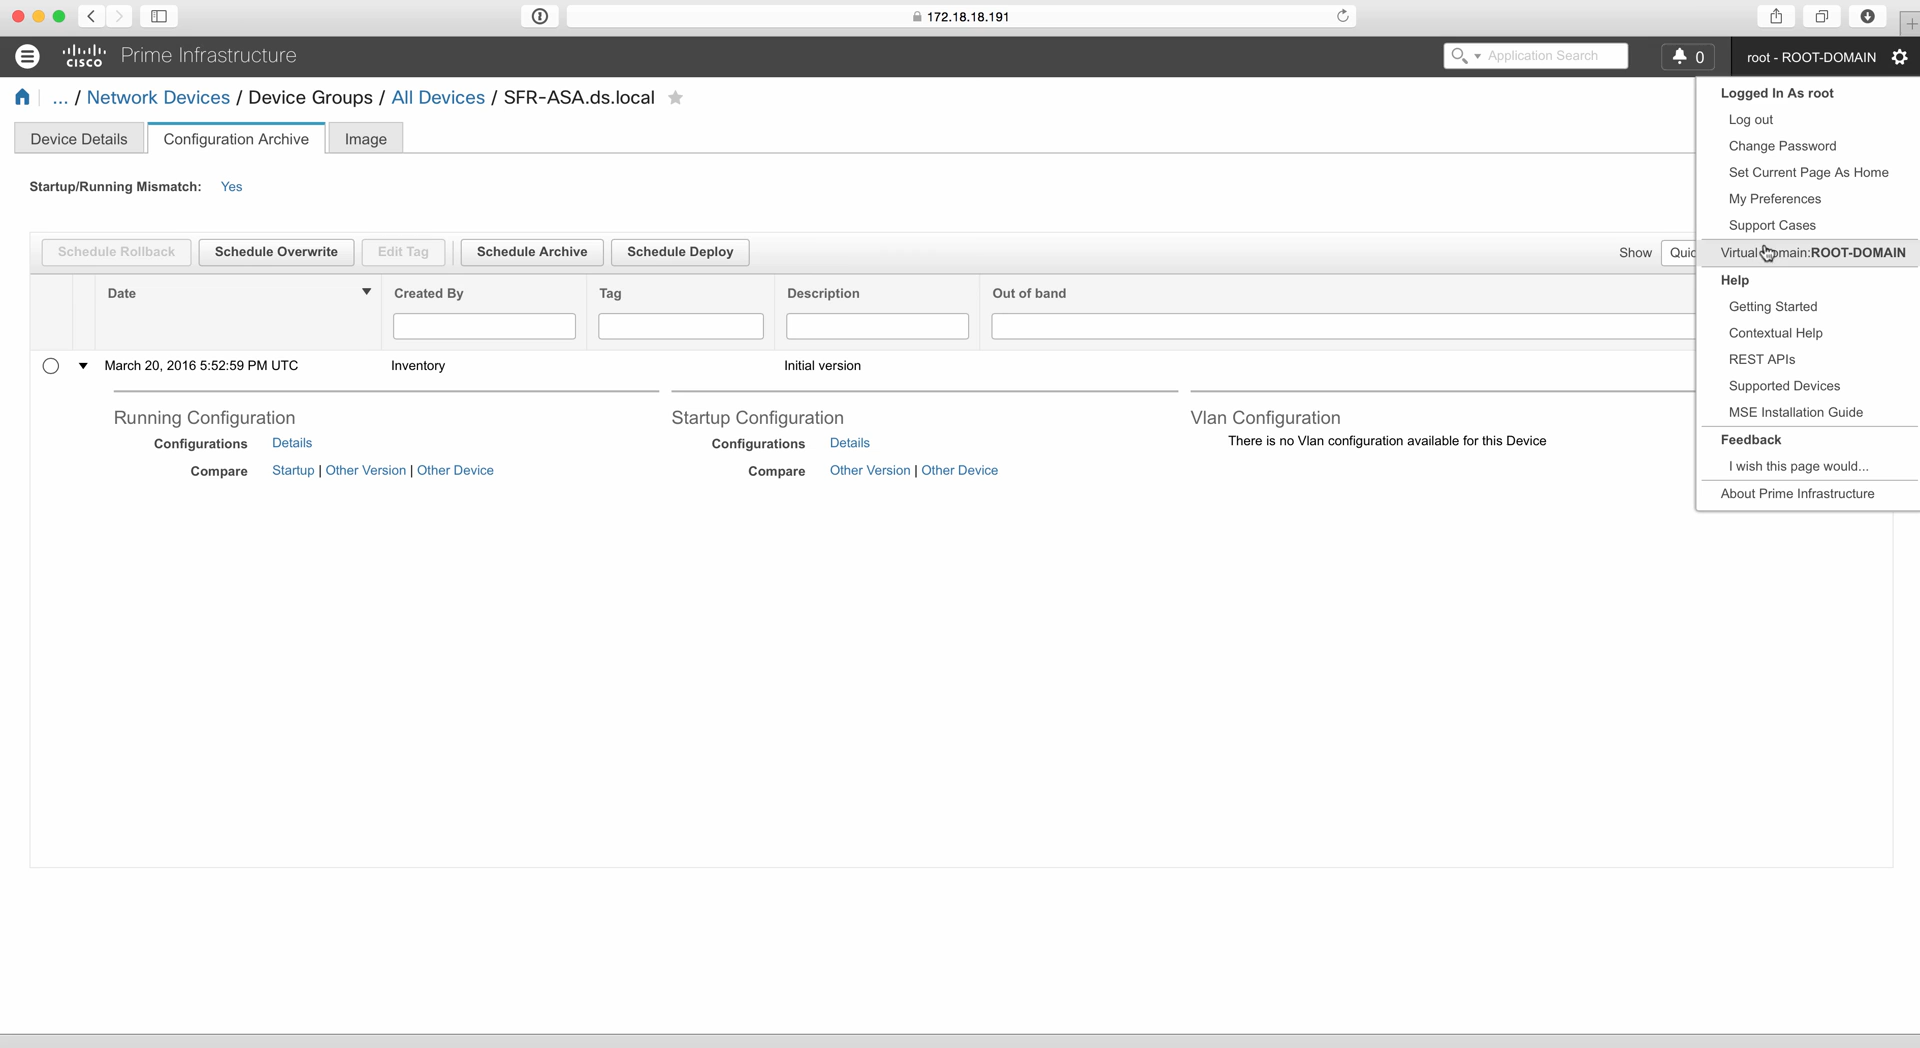 172.18.18.191
cisco Prime Infrastructure
Application Search
0
root - ROOT-DOMAIN
... / Network Devices / Device Groups / All Devices / SFR-ASA.ds.local
Device Details
Configuration Archive
Image
Startup/Running Mismatch: Yes
Schedule Rollback
Schedule Overwrite
Edit Tag
Schedule Archive
Schedule Deploy
Show
Quic
Date
Created By
Tag
Description
Out of band
March 20, 2016 5:52:59 PM UTC
Inventory
Initial version
Running Configuration
Configurations Details
Compare Startup | Other Version | Other Device
Startup Configuration
Configurations Details
Compare Other Version | Other Device
Vlan Configuration
There is no Vlan configuration available for this Device
Logged In As root
Log out
Change Password
Set Current Page As Home
My Preferences
Support Cases
Virtual Domain:ROOT-DOMAIN
Help
Getting Started
Contextual Help
REST APIs
Supported Devices
MSE Installation Guide
Feedback
I wish this page would...
About Prime Infrastructure